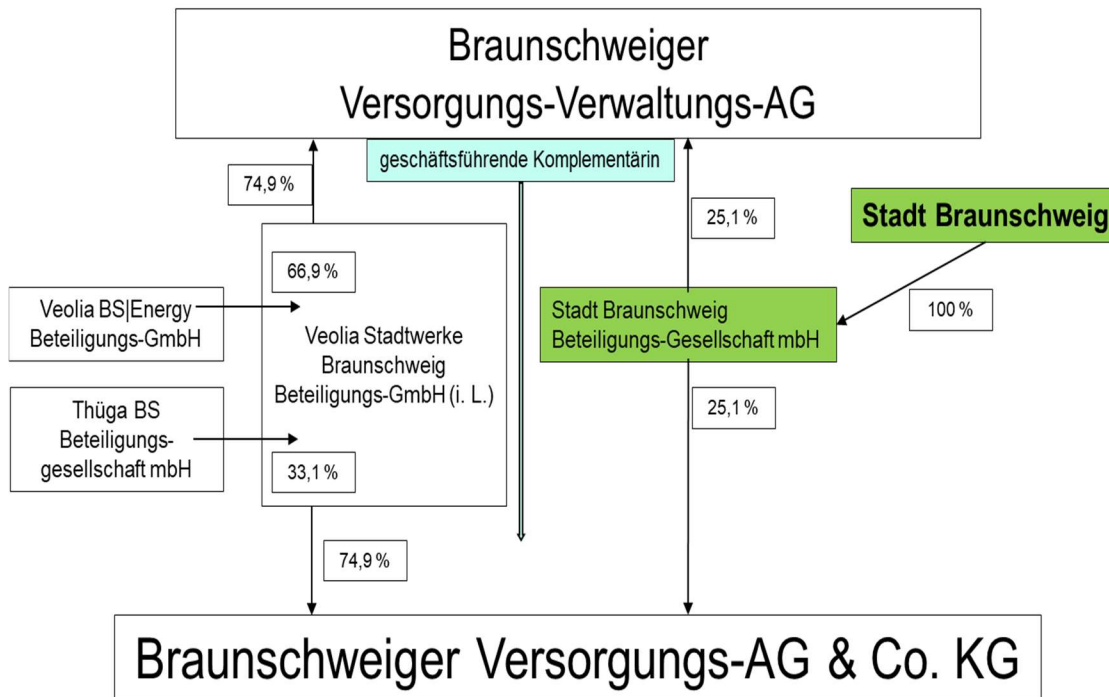 Braunschweiger
Versorgungs-Verwaltungs-AG
geschäftsführende Komplementärin
74,9 %
25,1 %
Stadt Braunschweig
66,9 %
Veolia BS|Energy
Beteiligungs-GmbH
Stadt Braunschweig
Beteiligungs-Gesellschaft mbH
100 %
Veolia Stadtwerke
Braunschweig
Beteiligungs-GmbH (i. L.)
Thüga BS
Beteiligungs-
gesellschaft mbH
25,1 %
33,1 %
74,9 %
Braunschweiger Versorgungs-AG & Co. KG